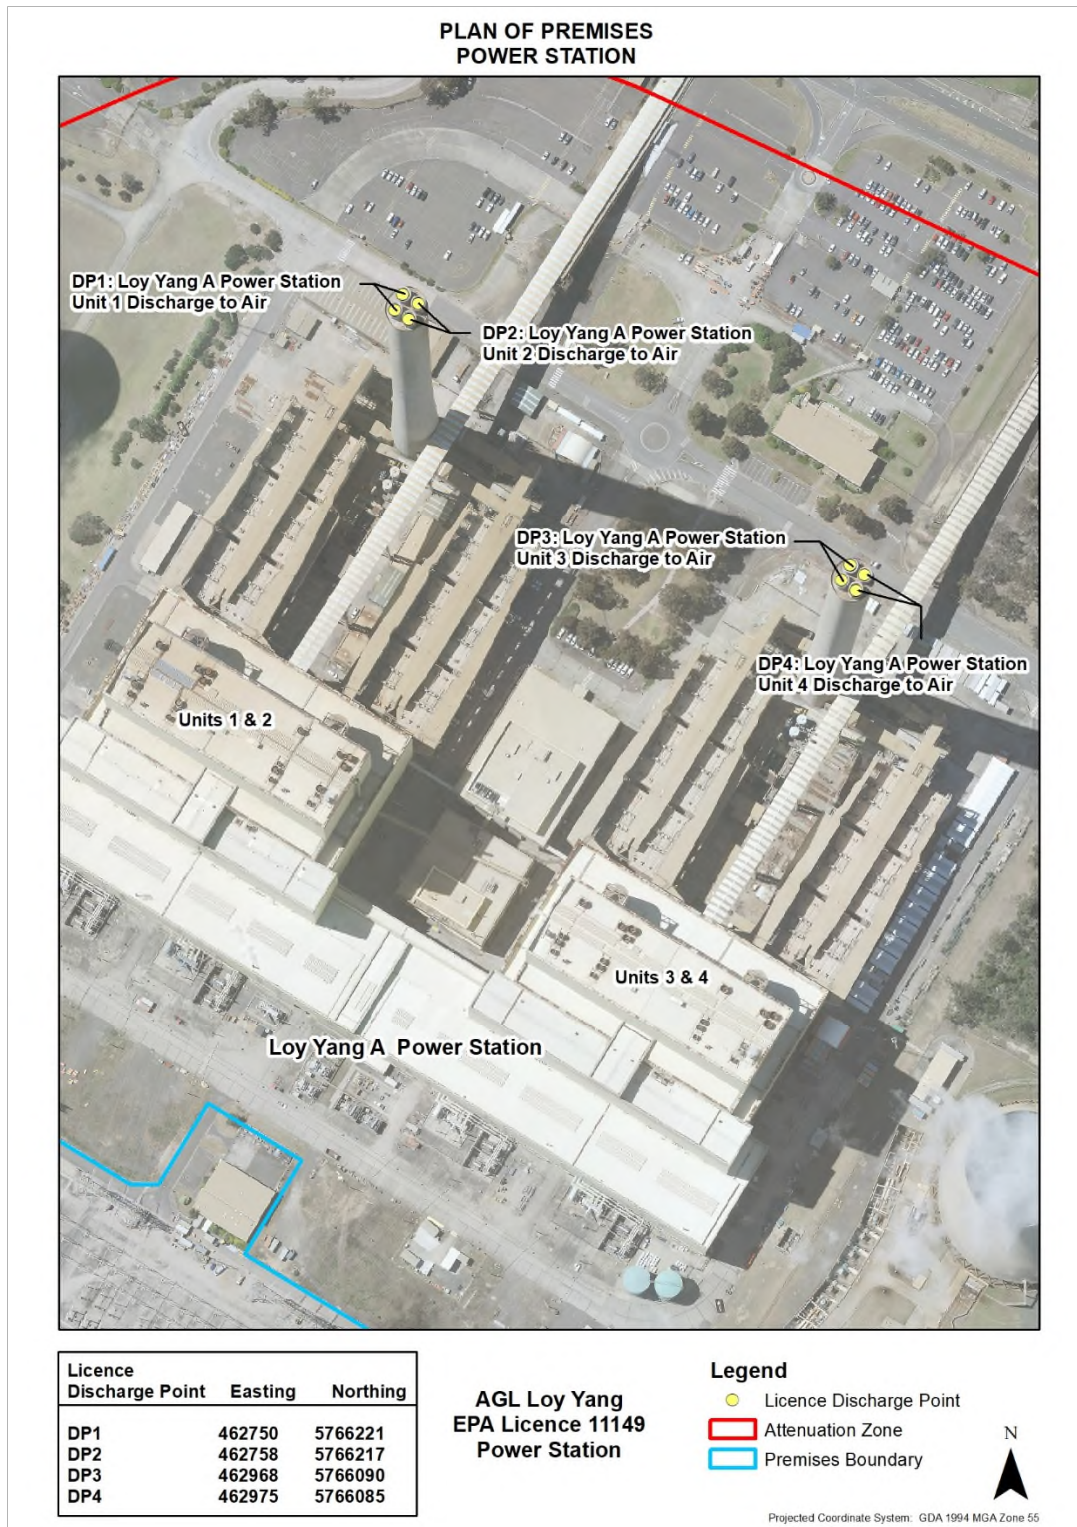 PLAN OF PREMISES
POWER STATION
DP1: Loy Yang A Power Station
Unit 1 Discharge to Air
DP2: Loy Yang A Power Station
Unit 2 Discharge to Air
DP3: Loy Yang A Power Station
Unit 3 Discharge to Air
DP4: Loy Yang A Power Station
Unit 4 Discharge to Air
Units 1 & 2
Units 3 & 4
Loy Yang A Power Station
Licence
Discharge Point Easting Northing
DP1 462750 5766221
DP2 462758 5766217
DP3 462968 5766090
DP4 462975 5766085
AGL Loy Yang
EPA Licence 11149
Power Station
Legend
Licence Discharge Point
Attenuation Zone
Premises Boundary
N
Projected Coordinate System: GDA 1994 MGA Zone 55